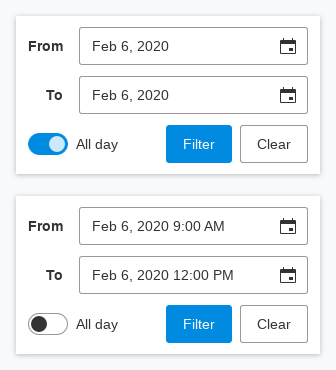 From Feb 6, 2020
To Feb 6, 2020
All day Filter Clear
From Feb 6, 2020 9:00 AM
To Feb 6, 2020 12:00 PM
All day Filter Clear